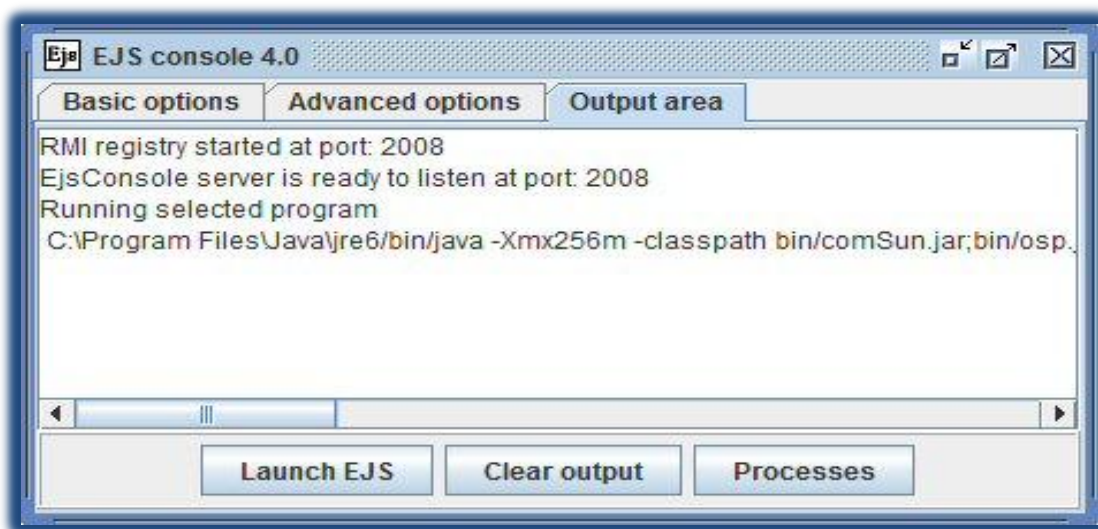 Ejs EJS console 4.0
Basic options Advanced options Output area
RMI registry started at port: 2008
EjsConsole server is ready to listen at port: 2008
Running selected program
C:\Program Files\Java\jre6/bin/java -Xmx256m -classpath bin/comSun.jar;bin/osp.
Launch EJS Clear output Processes